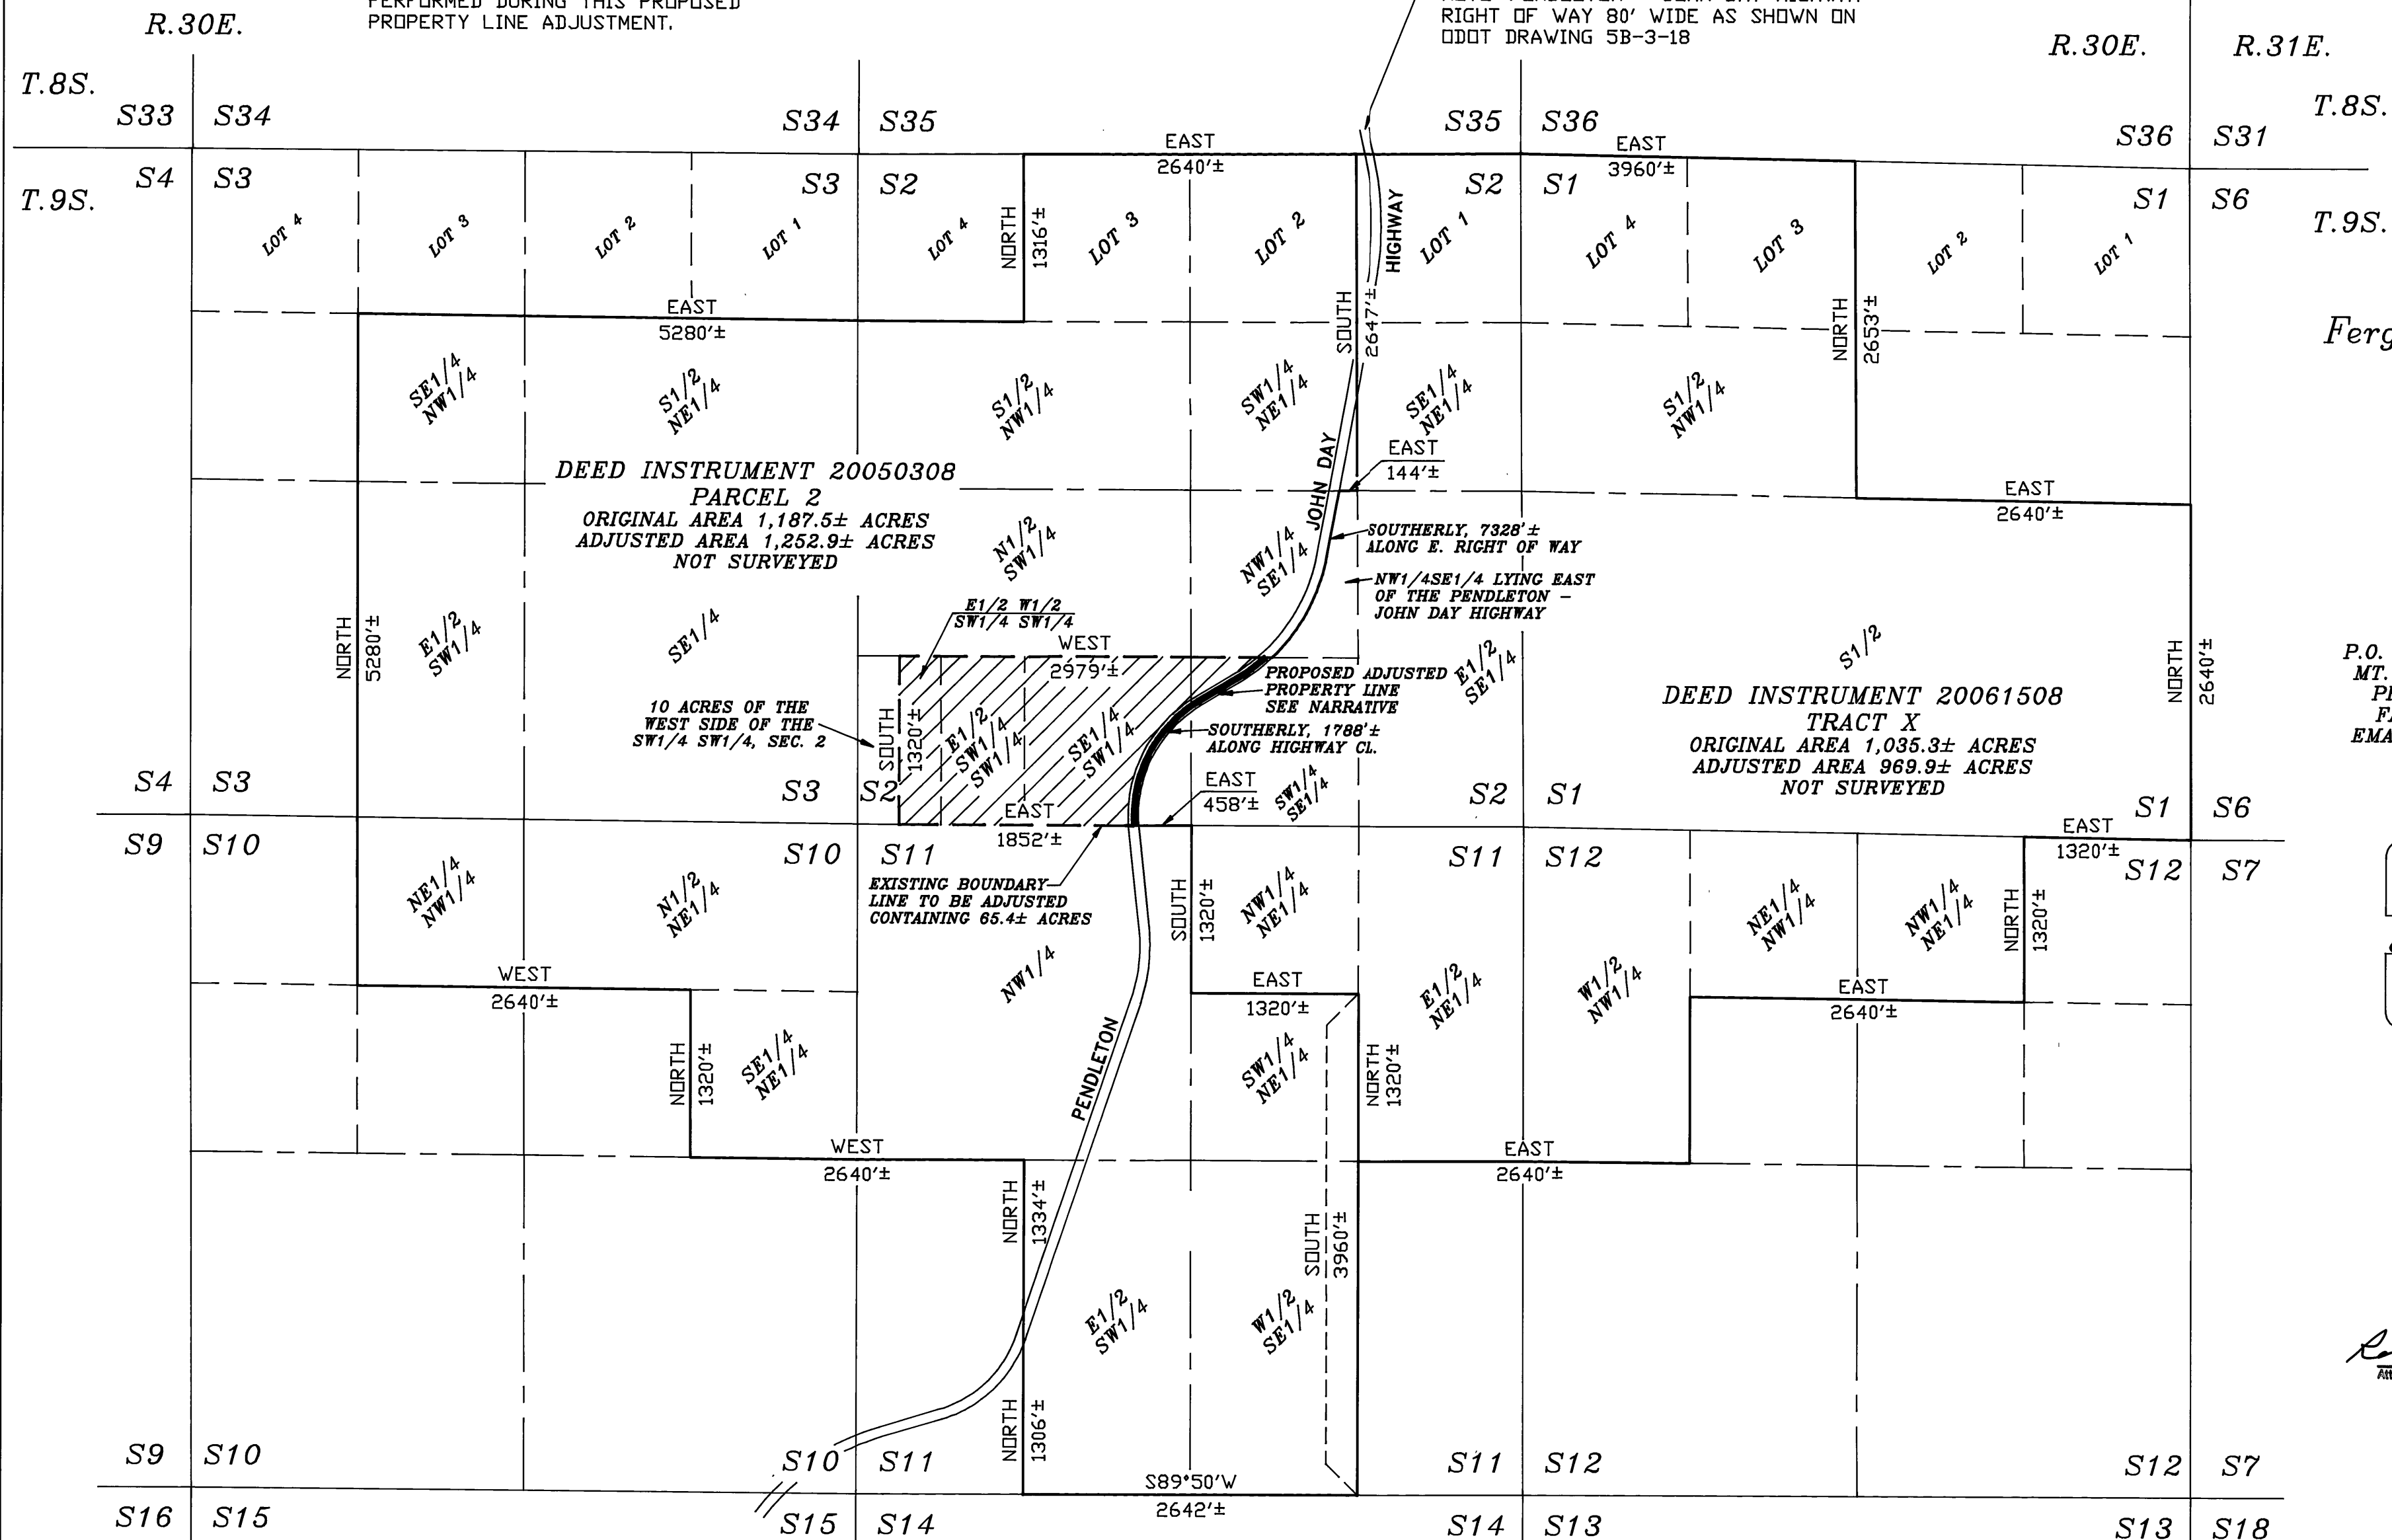 PERFORMED DURING THIS PROPOSED
PROPERTY LINE ADJUSTMENT.
RIGHT OF WAY 80' WIDE AS SHOWN ON
ODOT DRAWING 5B-3-18
R.30E.
R.30E.
R.31E.
T.8S.
T.8S.
S33
S34
S34
S35
S35
S36
S36
S31
EAST
2640'±
EAST
3960'±
S4
S3
S3
S2
S2
S1
S1
S6
T.9S.
T.9S.
LOT 4
LOT 3
LOT 2
LOT 1
LOT 4
NORTH
1316'±
LOT 3
LOT 2
HIGHWAY
LOT 1
LOT 4
LOT 3
LOT 2
LOT 1
EAST
5280'±
SOUTH
2647'±
NORTH
2653'±
Ferg
SE1/4
NW1/4
S1/2
NE1/4
S1/2
NW1/4
SW1/4
NE1/4
SE1/4
NE1/4
S1/2
NW1/4
JOHN DAY
EAST
144'±
DEED INSTRUMENT 20050308
PARCEL 2
ORIGINAL AREA 1,187.5± ACRES
ADJUSTED AREA 1,252.9± ACRES
NOT SURVEYED
EAST
2640'±
N1/2
SW1/4
NW1/4
SE1/4
SOUTHERLY, 7328'±
ALONG E. RIGHT OF WAY
NW1/4SE1/4 LYING EAST
OF THE PENDLETON -
JOHN DAY HIGHWAY
NORTH
5280'±
E1/2
SW1/4
SE1/4
E1/2 W1/2
SW1/4 SW1/4
WEST
2979'±
PROPOSED ADJUSTED
PROPERTY LINE
SEE NARRATIVE
E1/2
SE1/4
S1/2
DEED INSTRUMENT 20061508
TRACT X
ORIGINAL AREA 1,035.3± ACRES
ADJUSTED AREA 969.9± ACRES
NOT SURVEYED
NORTH
2640'±
P.O.
MT.
EMA
10 ACRES OF THE
WEST SIDE OF THE
SW1/4 SW1/4, SEC. 2
SOUTH
1320'±
E1/2
SW1/4
SW1/4
SE1/4
SW1/4
SOUTHERLY, 1788'±
ALONG HIGHWAY CL.
EAST
458'±
SW1/4
SE1/4
S4
S3
S3
S2
S2
S1
S1
S6
EAST
1852'±
EAST
1320'±
S9
S10
S10
S11
S11
S12
S12
S7
EXISTING BOUNDARY
LINE TO BE ADJUSTED
CONTAINING 65.4± ACRES
NE1/4
NW1/4
N1/2
NE1/4
NW1/4
SOUTH
1320'±
NW1/4
NE1/4
NE1/4
NW1/4
NW1/4
NE1/4
NORTH
1320'±
WEST
2640'±
EAST
1320'±
E1/2
NE1/4
W1/2
NW1/4
EAST
2640'±
NORTH
1320'±
SE1/4
NE1/4
PENDLETON
SW1/4
NE1/4
NORTH
1320'±
WEST
2640'±
EAST
2640'±
NORTH
1334'±
SOUTH
3960'±
E1/2
SW1/4
W1/2
SE1/4
NORTH
1306'±
S9
S10
S10
S11
S11
S12
S12
S7
S89°50'W
2642'±
S16
S15
S15
S14
S14
S13
S13
S18